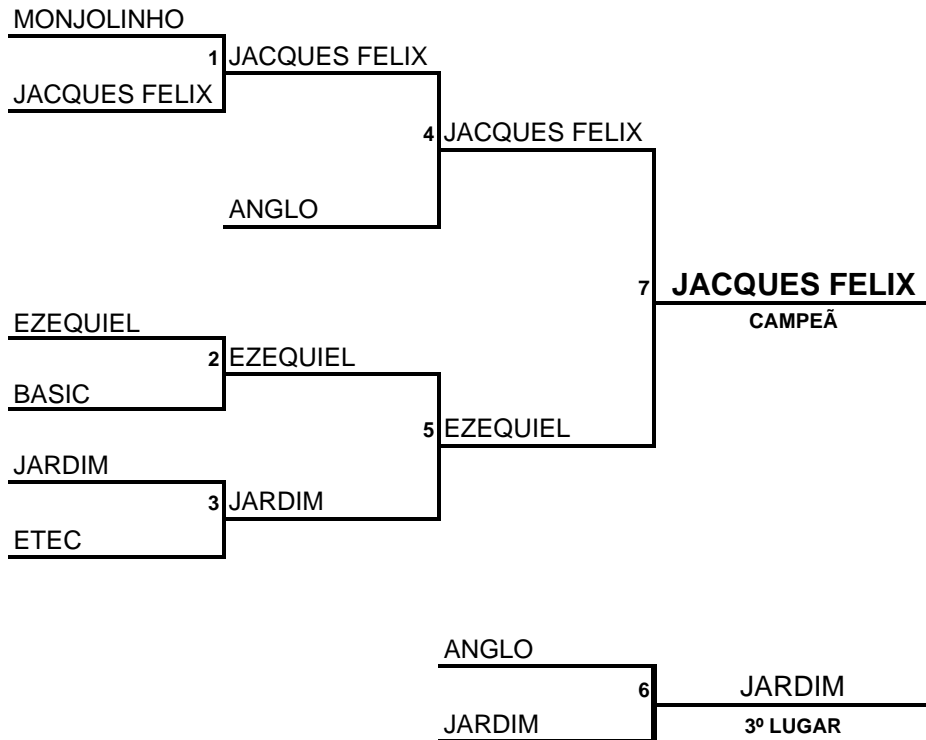 MONJOLINHO
1 JACQUES FELIX
JACQUES FELIX
4 JACQUES FELIX
ANGLO
7 JACQUES FELIX
CAMPEÃ
EZEQUIEL
2 EZEQUIEL
BASIC
5 EZEQUIEL
JARDIM
3 JARDIM
ETEC
ANGLO
6 JARDIM
JARDIM
3º LUGAR